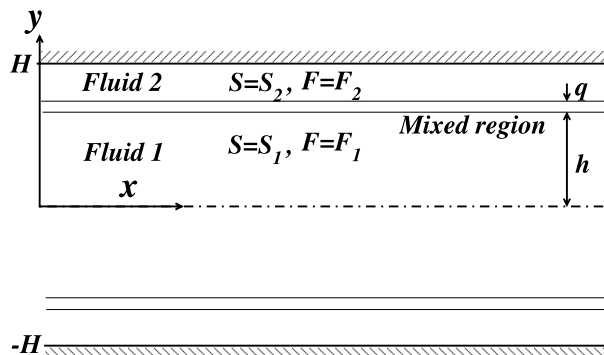 y
H
Fluid 2 S=S₂, F=F₂ q
Mixed region
Fluid 1 S=S₁, F=F₁ h
x
-H